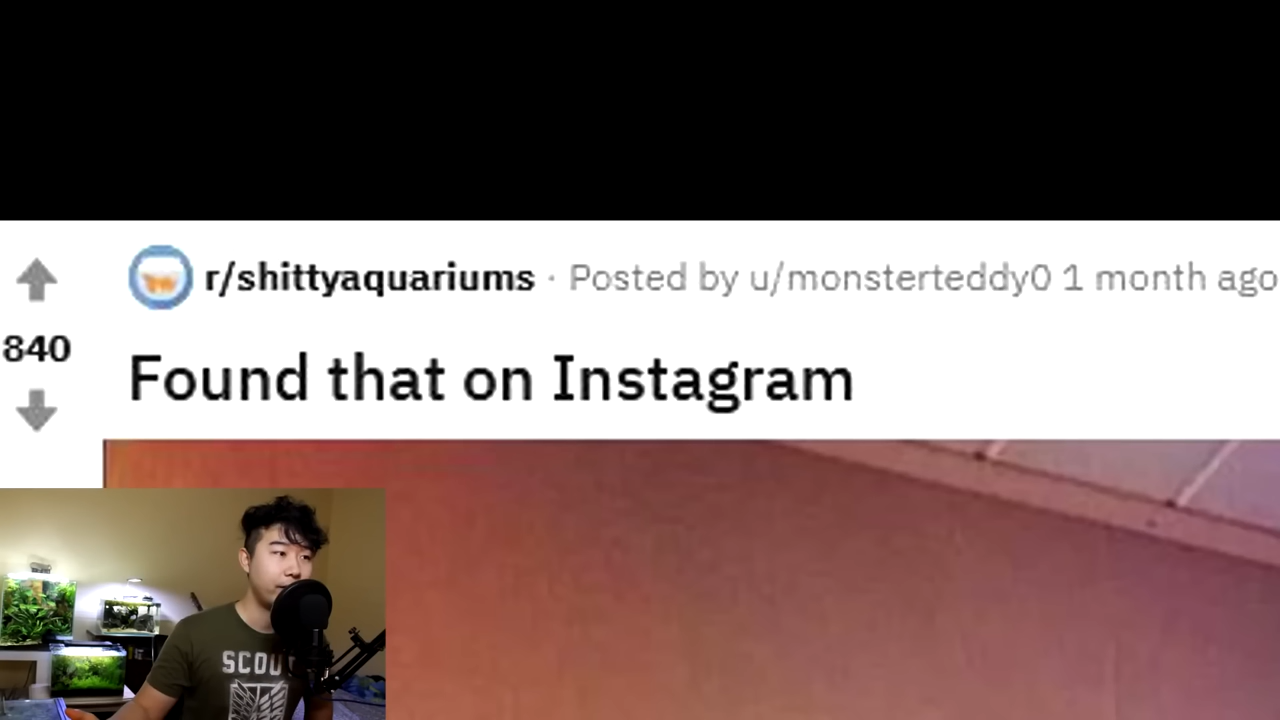 r/shittyaquariums · Posted by u/monsterteddy0 1 month ago
840
Found that on Instagram
SCOU